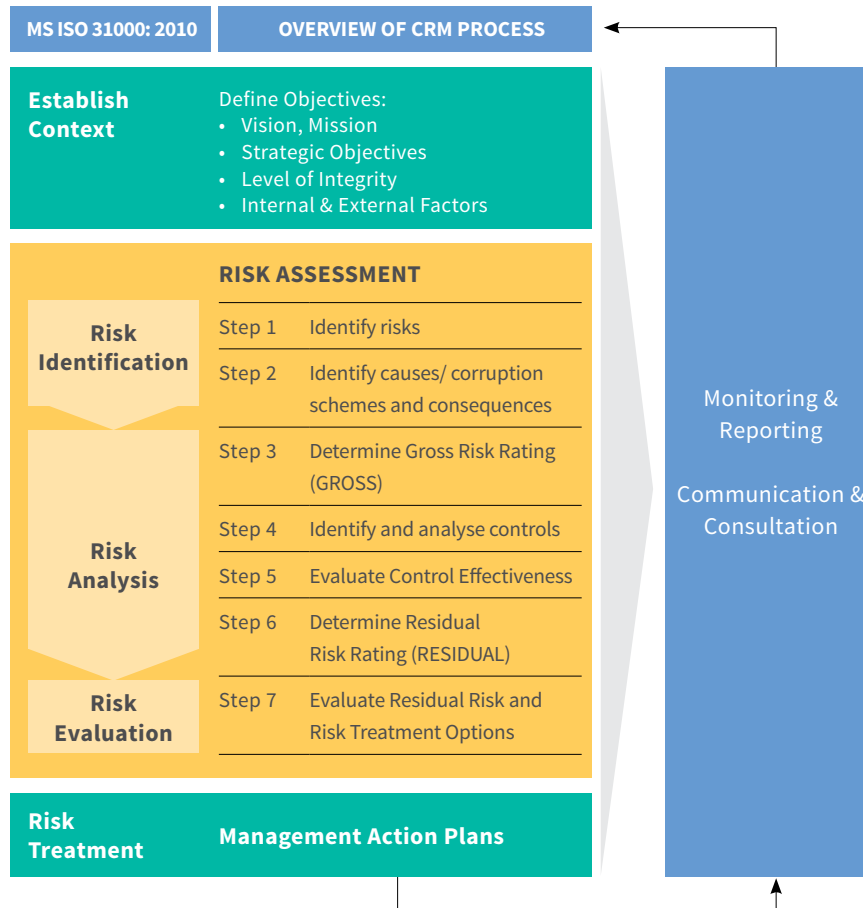 MS ISO 31000: 2010
OVERVIEW OF CRM PROCESS
Establish
Context
Define Objectives:
• Vision, Mission
• Strategic Objectives
• Level of Integrity
• Internal & External Factors
RISK ASSESSMENT
Risk
Identification
Step 1 Identify risks
Step 2 Identify causes/ corruption
schemes and consequences
Risk
Analysis
Step 3 Determine Gross Risk Rating
(GROSS)
Step 4 Identify and analyse controls
Step 5 Evaluate Control Effectiveness
Step 6 Determine Residual
Risk Rating (RESIDUAL)
Risk
Evaluation
Step 7 Evaluate Residual Risk and
Risk Treatment Options
Risk
Treatment
Management Action Plans
Monitoring &
Reporting
Communication &
Consultation